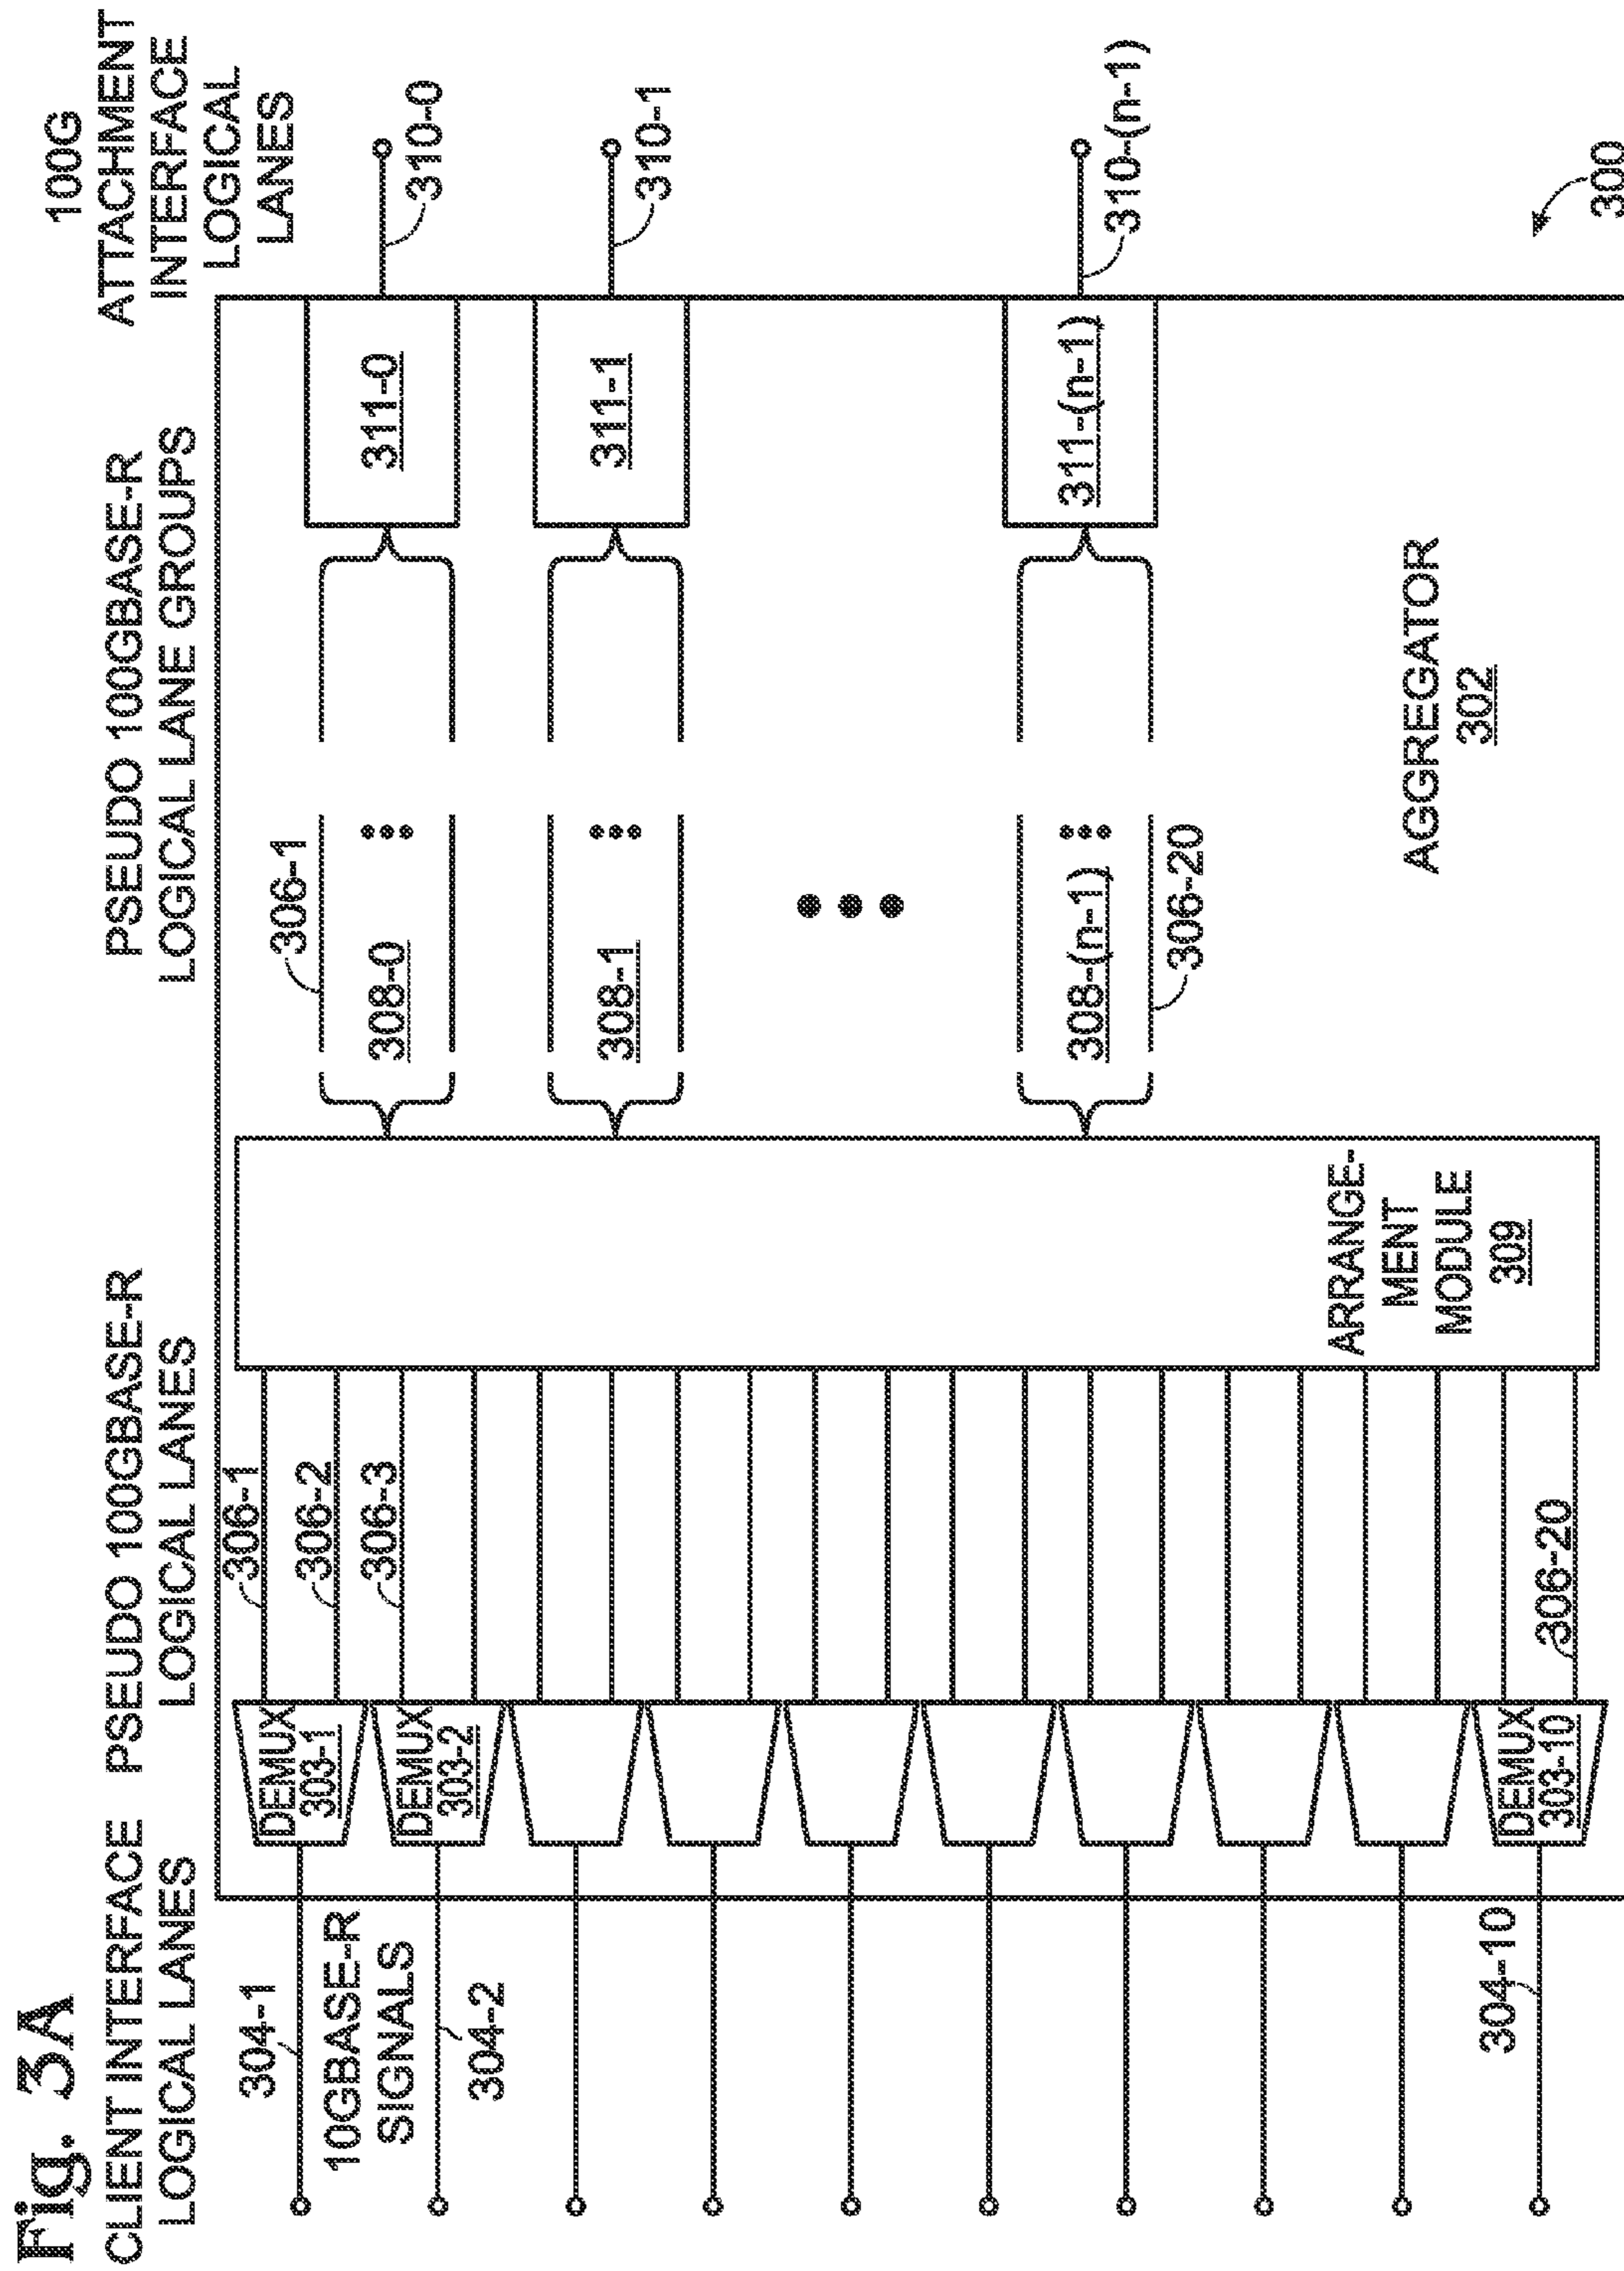 Fig. 3A
CLIENT INTERFACE
LOGICAL LANES
PSEUDO 100GBASE-R
LOGICAL LANES
PSEUDO 100GBASE-R
LOGICAL LANE GROUPS
100G
ATTACHMENT
INTERFACE
LOGICAL
LANES
304-1
10GBASE-R
SIGNALS
304-2
304-10
DEMUX
303-1
DEMUX
303-2
DEMUX
303-10
306-1
306-2
306-3
306-20
ARRANGE-
MENT
MODULE
309
306-1
308-0
308-1
308-(n-1)
306-20
311-0
311-1
311-(n-1)
310-0
310-1
310-(n-1)
AGGREGATOR
302
300